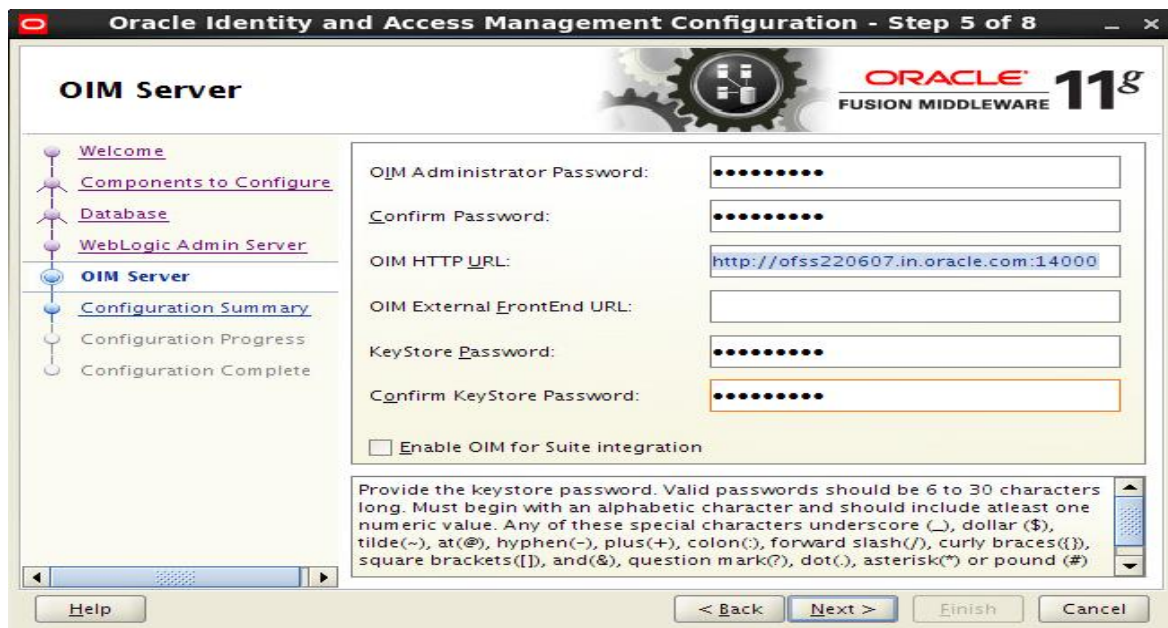 Oracle Identity and Access Management Configuration - Step 5 of 8
OIM Server
ORACLE
FUSION MIDDLEWARE
11g
Welcome
Components to Configure
Database
WebLogic Admin Server
OIM Server
Configuration Summary
Configuration Progress
Configuration Complete
OIM Administrator Password: •••••••••
Confirm Password: •••••••••
OIM HTTP URL: http://ofss220607.in.oracle.com:14000
OIM External FrontEnd URL:
KeyStore Password: •••••••••
Confirm KeyStore Password: •••••••••
Enable OIM for Suite integration
Provide the keystore password. Valid passwords should be 6 to 30 characters
long. Must begin with an alphabetic character and should include atleast one
numeric value. Any of these special characters underscore (_), dollar ($),
tilde(~), at(@), hyphen(-), plus(+), colon(:), forward slash(/), curly braces({}),
square brackets([]), and(&), question mark(?), dot(.), asterisk(*) or pound (#)
Help
< Back
Next >
Finish
Cancel